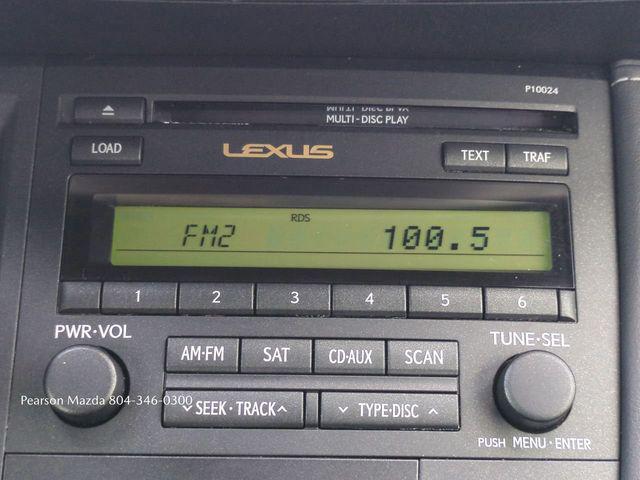 P10024
MULTI-DISC PLAY
LOAD
LEXUS
TEXT TRAF
RDS
FM2 100.5
1 2 3 4 5 6
PWR·VOL
TUNE·SEL
AM·FM SAT CD·AUX SCAN
SEEK·TRACK TYPE·DISC
Pearson Mazda 804-346-0300
PUSH MENU·ENTER